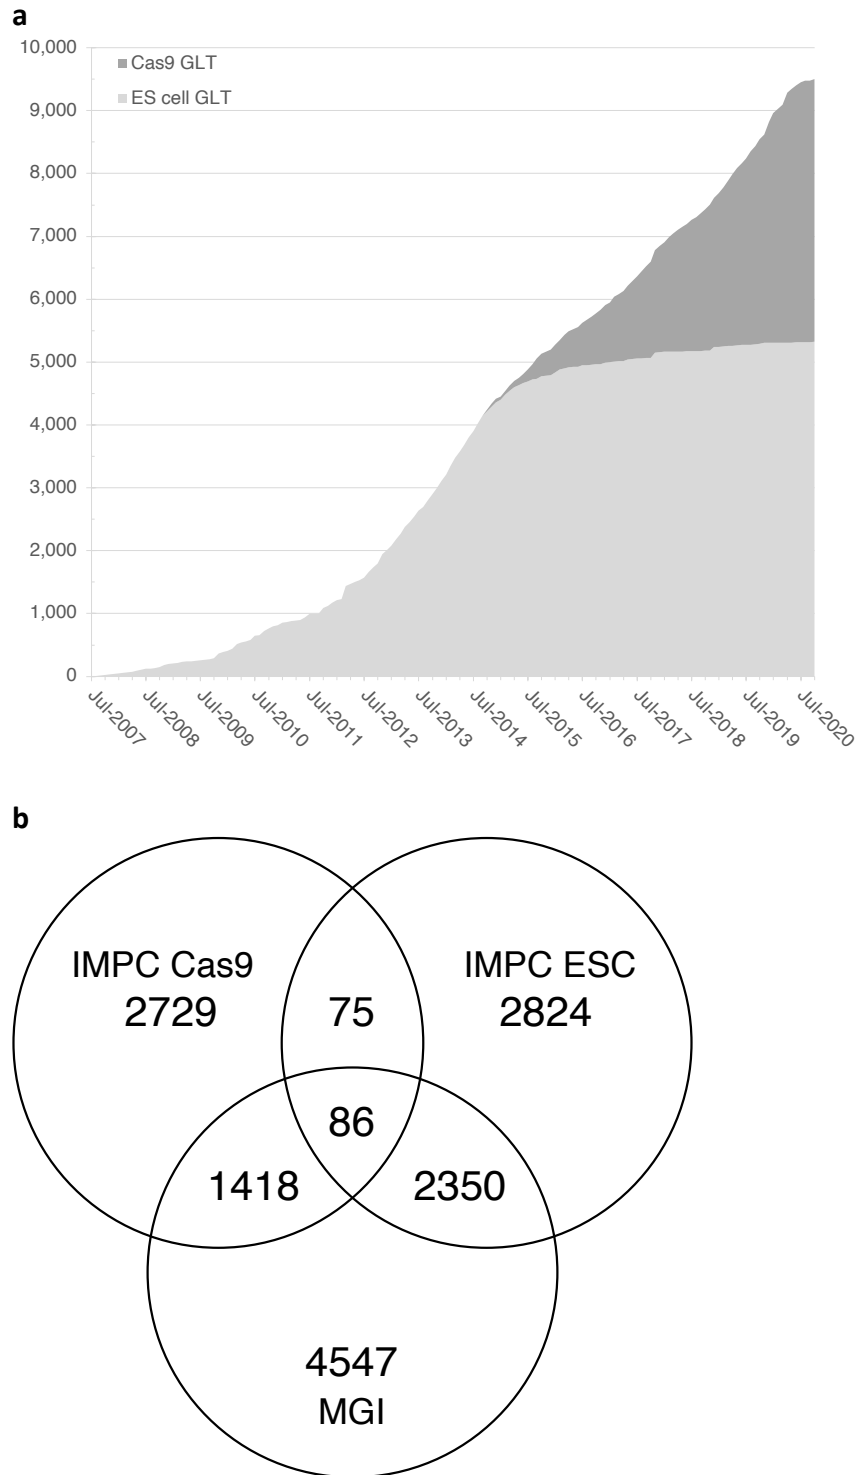 a
10,000
Cas9 GLT
ES cell GLT
9,000
8,000
7,000
6,000
5,000
4,000
3,000
2,000
1,000
0
Jul-2007
Jul-2008
Jul-2009
Jul-2010
Jul-2011
Jul-2012
Jul-2013
Jul-2014
Jul-2015
Jul-2016
Jul-2017
Jul-2018
Jul-2019
Jul-2020
b
IMPC Cas9
2729
75
IMPC ESC
2824
86
1418
2350
4547
MGI